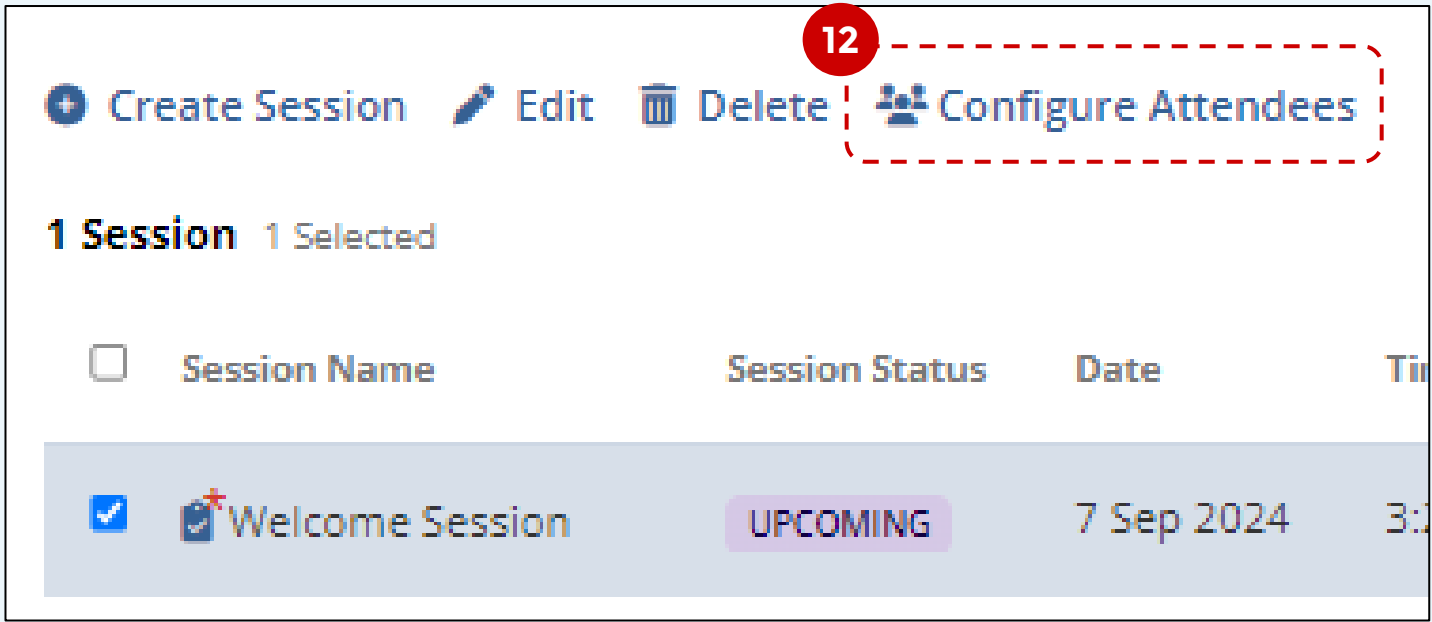 12
Create Session Edit Delete Configure Attendees
1 Session 1 Selected
Session Name Session Status Date
Welcome Session UPCOMING 7 Sep 2024